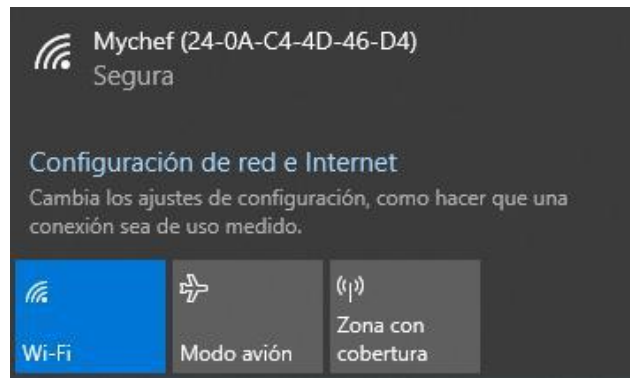 Mychef (24-0A-C4-4D-46-D4)
Segura
Configuración de red e Internet
Cambia los ajustes de configuración, como hacer que una
conexión sea de uso medido.
Wi-Fi
Modo avión
Zona con
cobertura